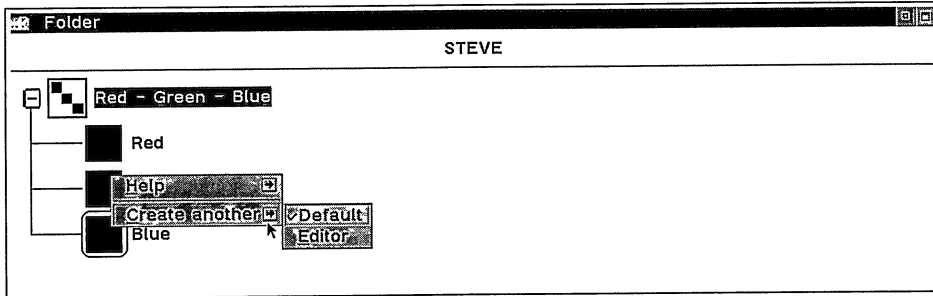 Folder
STEVE
Red - Green - Blue
Red
Help
Create another
Default
Blue
Editor